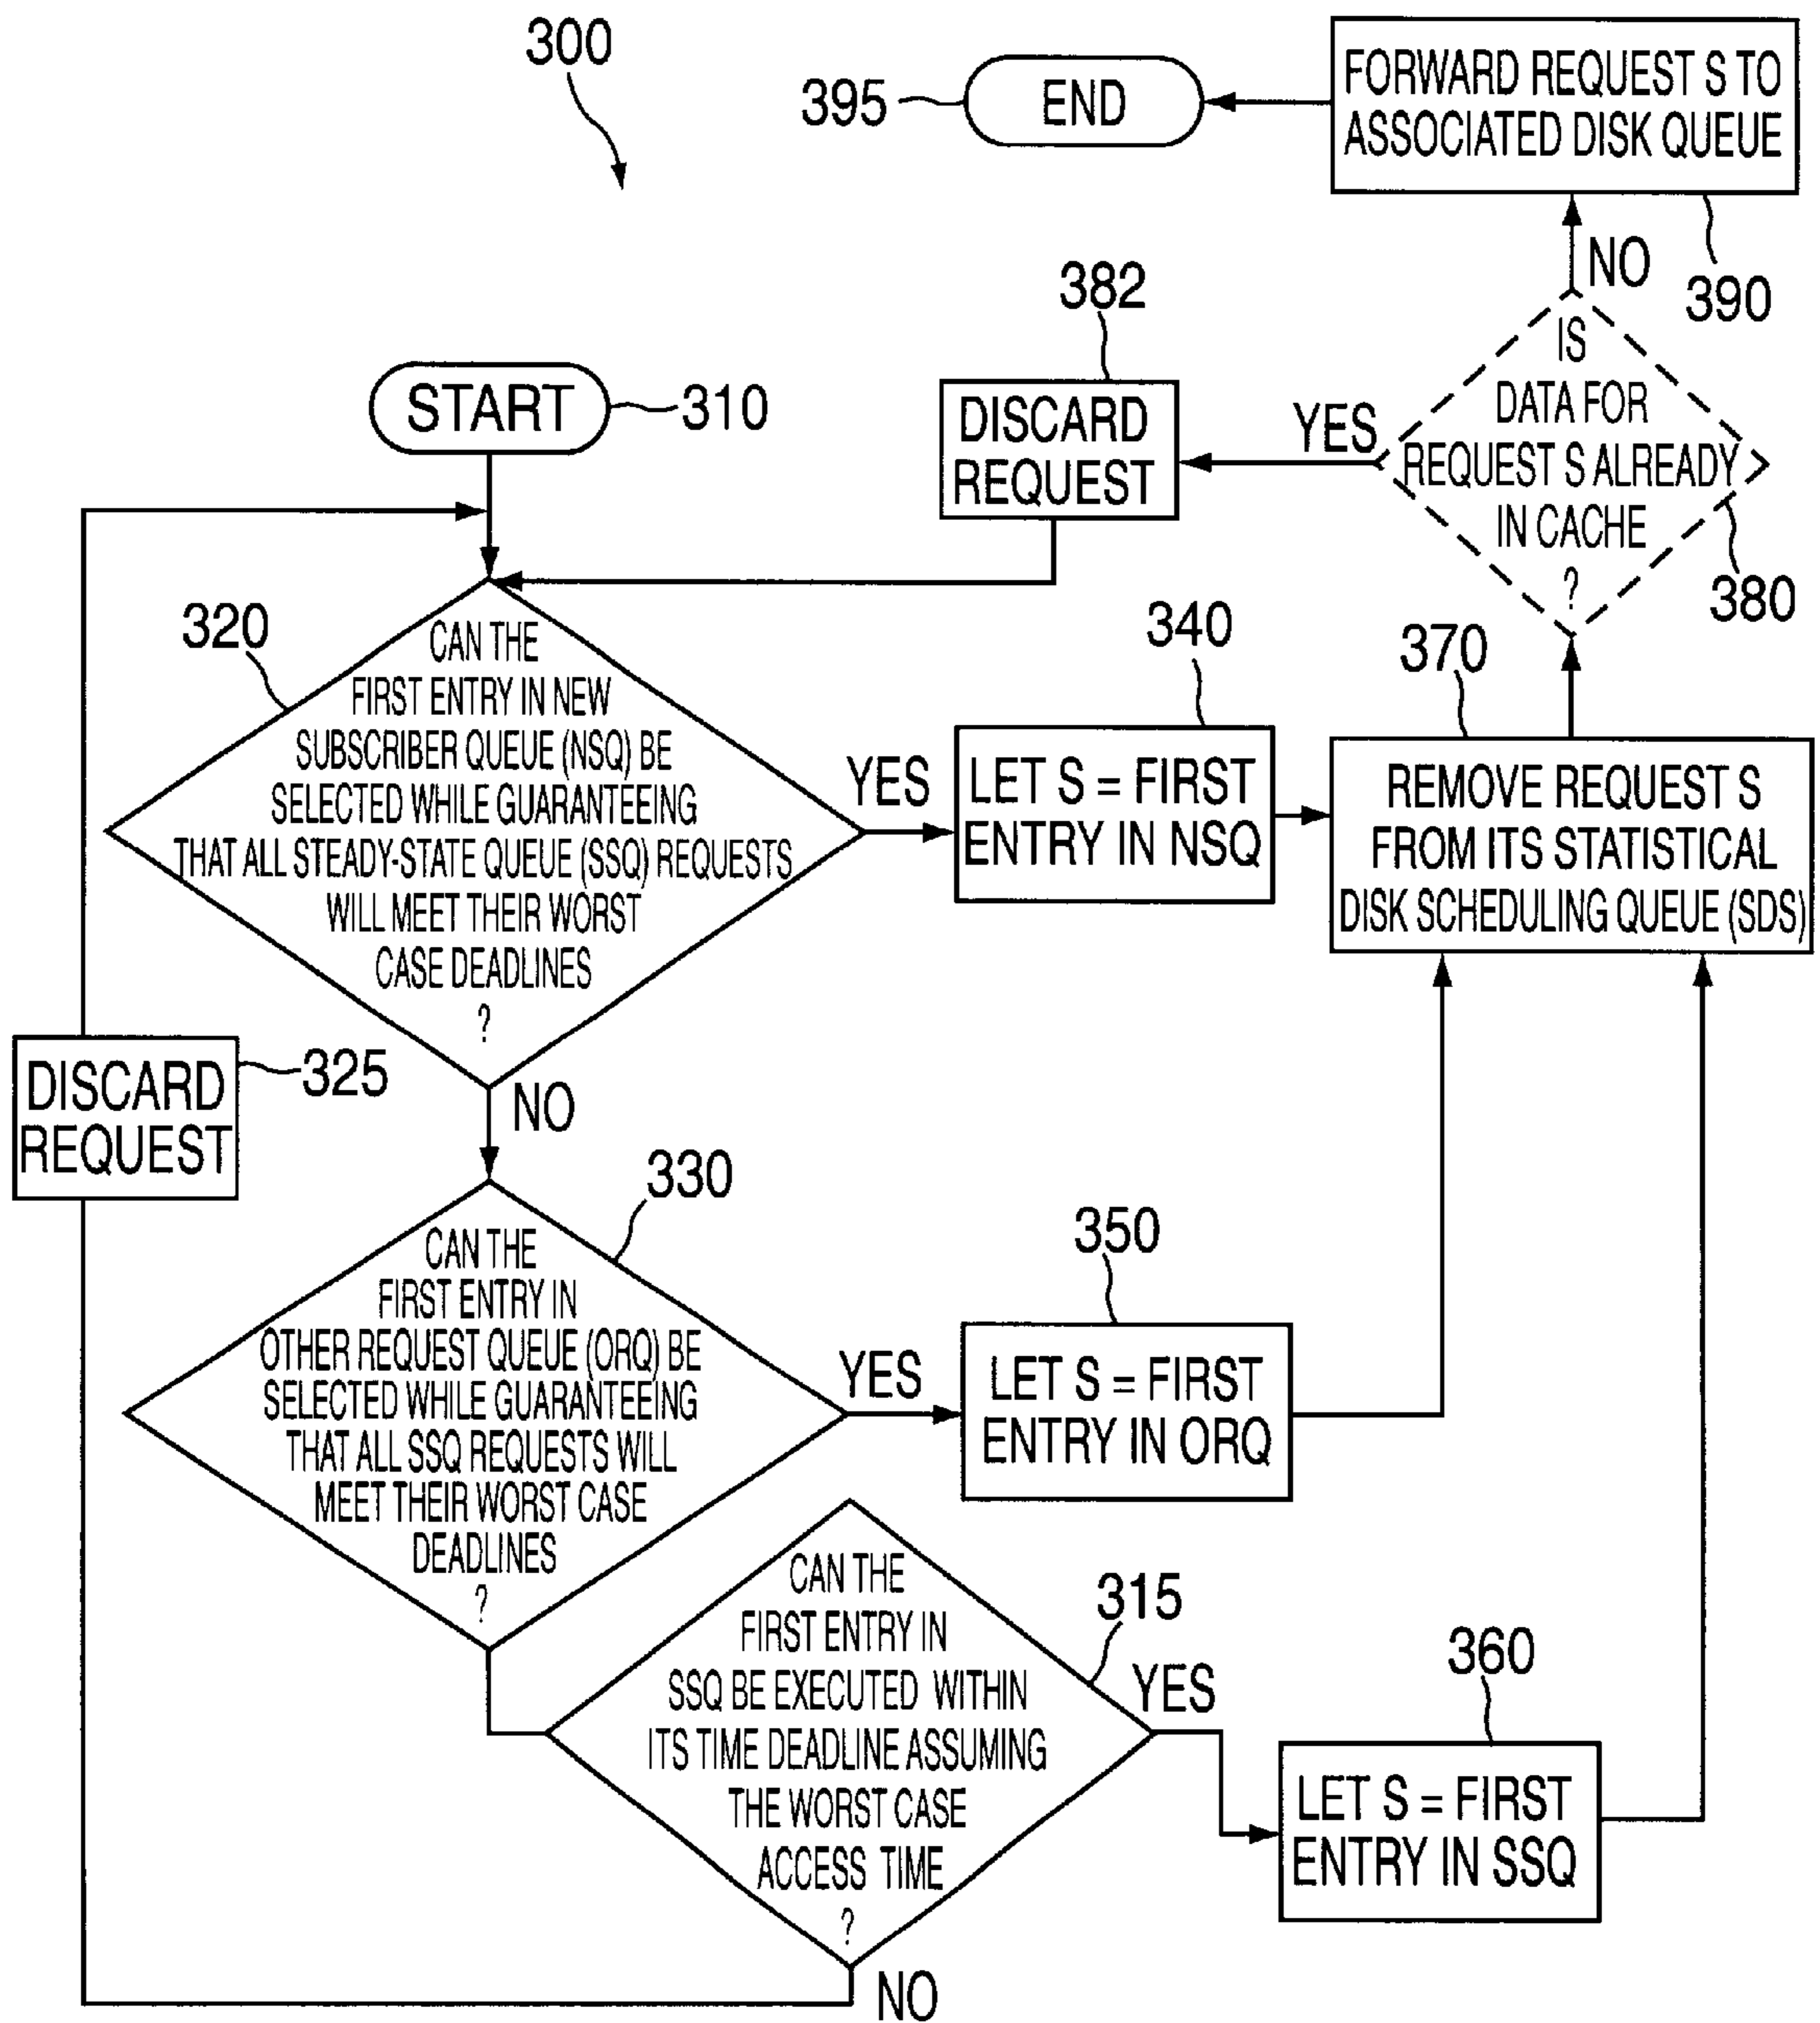 300
395
END
FORWARD REQUEST S TO
ASSOCIATED DISK QUEUE
390
NO
382
START
310
DISCARD
REQUEST
YES
IS
DATA FOR
REQUEST S ALREADY
IN CACHE
?
380
320
CAN THE
FIRST ENTRY IN NEW
SUBSCRIBER QUEUE (NSQ) BE
SELECTED WHILE GUARANTEEING
THAT ALL STEADY-STATE QUEUE (SSQ) REQUESTS
WILL MEET THEIR WORST
CASE DEADLINES
?
YES
340
LET S = FIRST
ENTRY IN NSQ
370
REMOVE REQUEST S
FROM ITS STATISTICAL
DISK SCHEDULING QUEUE (SDS)
DISCARD
REQUEST
325
NO
330
CAN THE
FIRST ENTRY IN
OTHER REQUEST QUEUE (ORQ) BE
SELECTED WHILE GUARANTEEING
THAT ALL SSQ REQUESTS WILL
MEET THEIR WORST CASE
DEADLINES
?
YES
350
LET S = FIRST
ENTRY IN ORQ
CAN THE
FIRST ENTRY IN
SSQ BE EXECUTED WITHIN
ITS TIME DEADLINE ASSUMING
THE WORST CASE
ACCESS TIME
?
315
YES
360
LET S = FIRST
ENTRY IN SSQ
NO